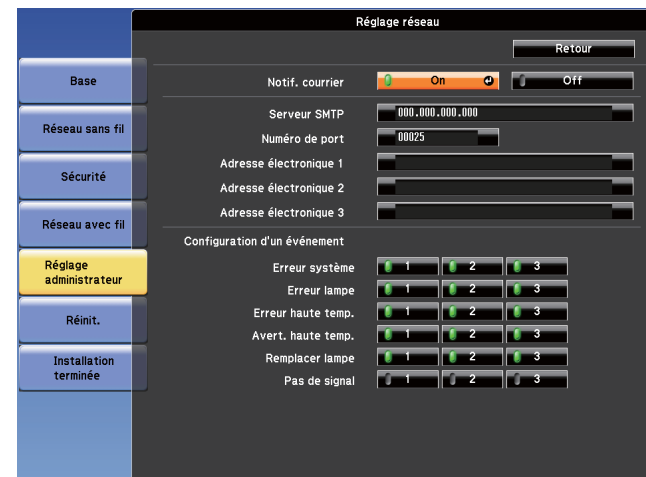 Réglage réseau
Retour
Base
Réseau sans fil
Sécurité
Réseau avec fil
Réglage
administrateur
Réinit.
Installation
terminée
Notif. courrier On Off
Serveur SMTP 000.000.000.000
Numéro de port 00025
Adresse électronique 1
Adresse électronique 2
Adresse électronique 3
Configuration d'un événement
Erreur système 1 2 3
Erreur lampe 1 2 3
Erreur haute temp. 1 2 3
Avert. haute temp. 1 2 3
Remplacer lampe 1 2 3
Pas de signal 1 2 3